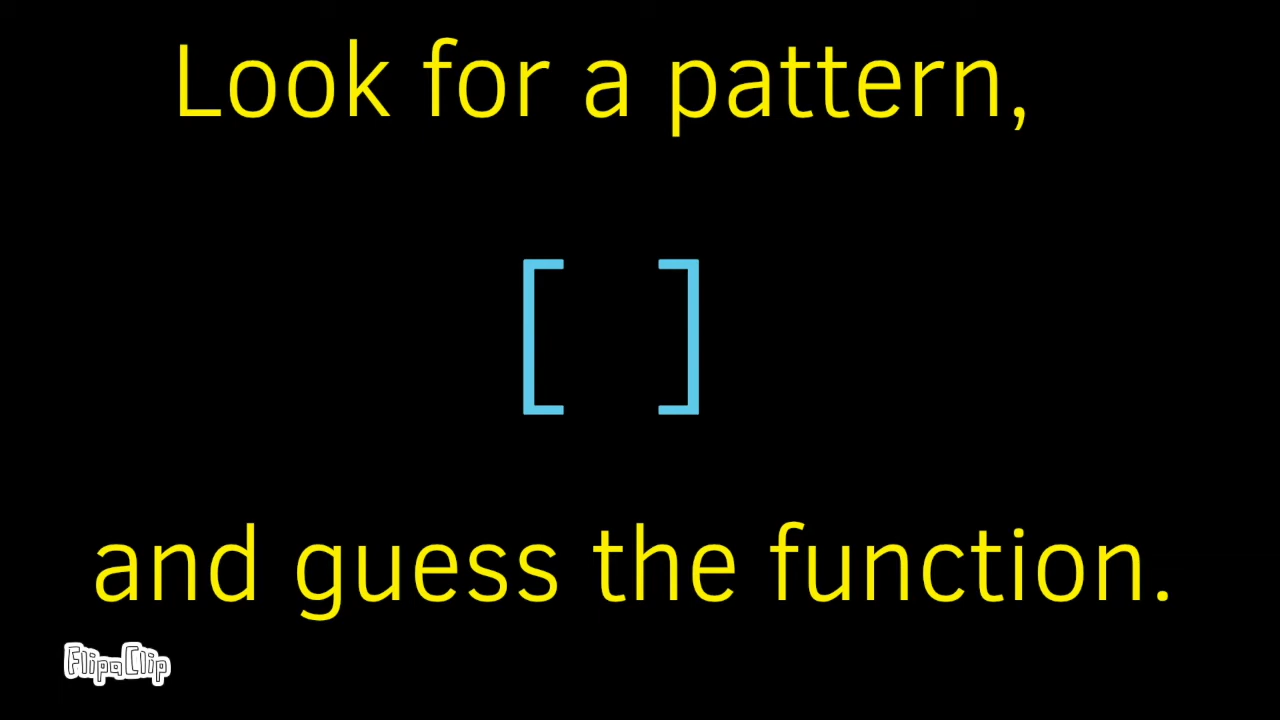 Look for a pattern,
[ ]
and guess the function.
FlipaClip